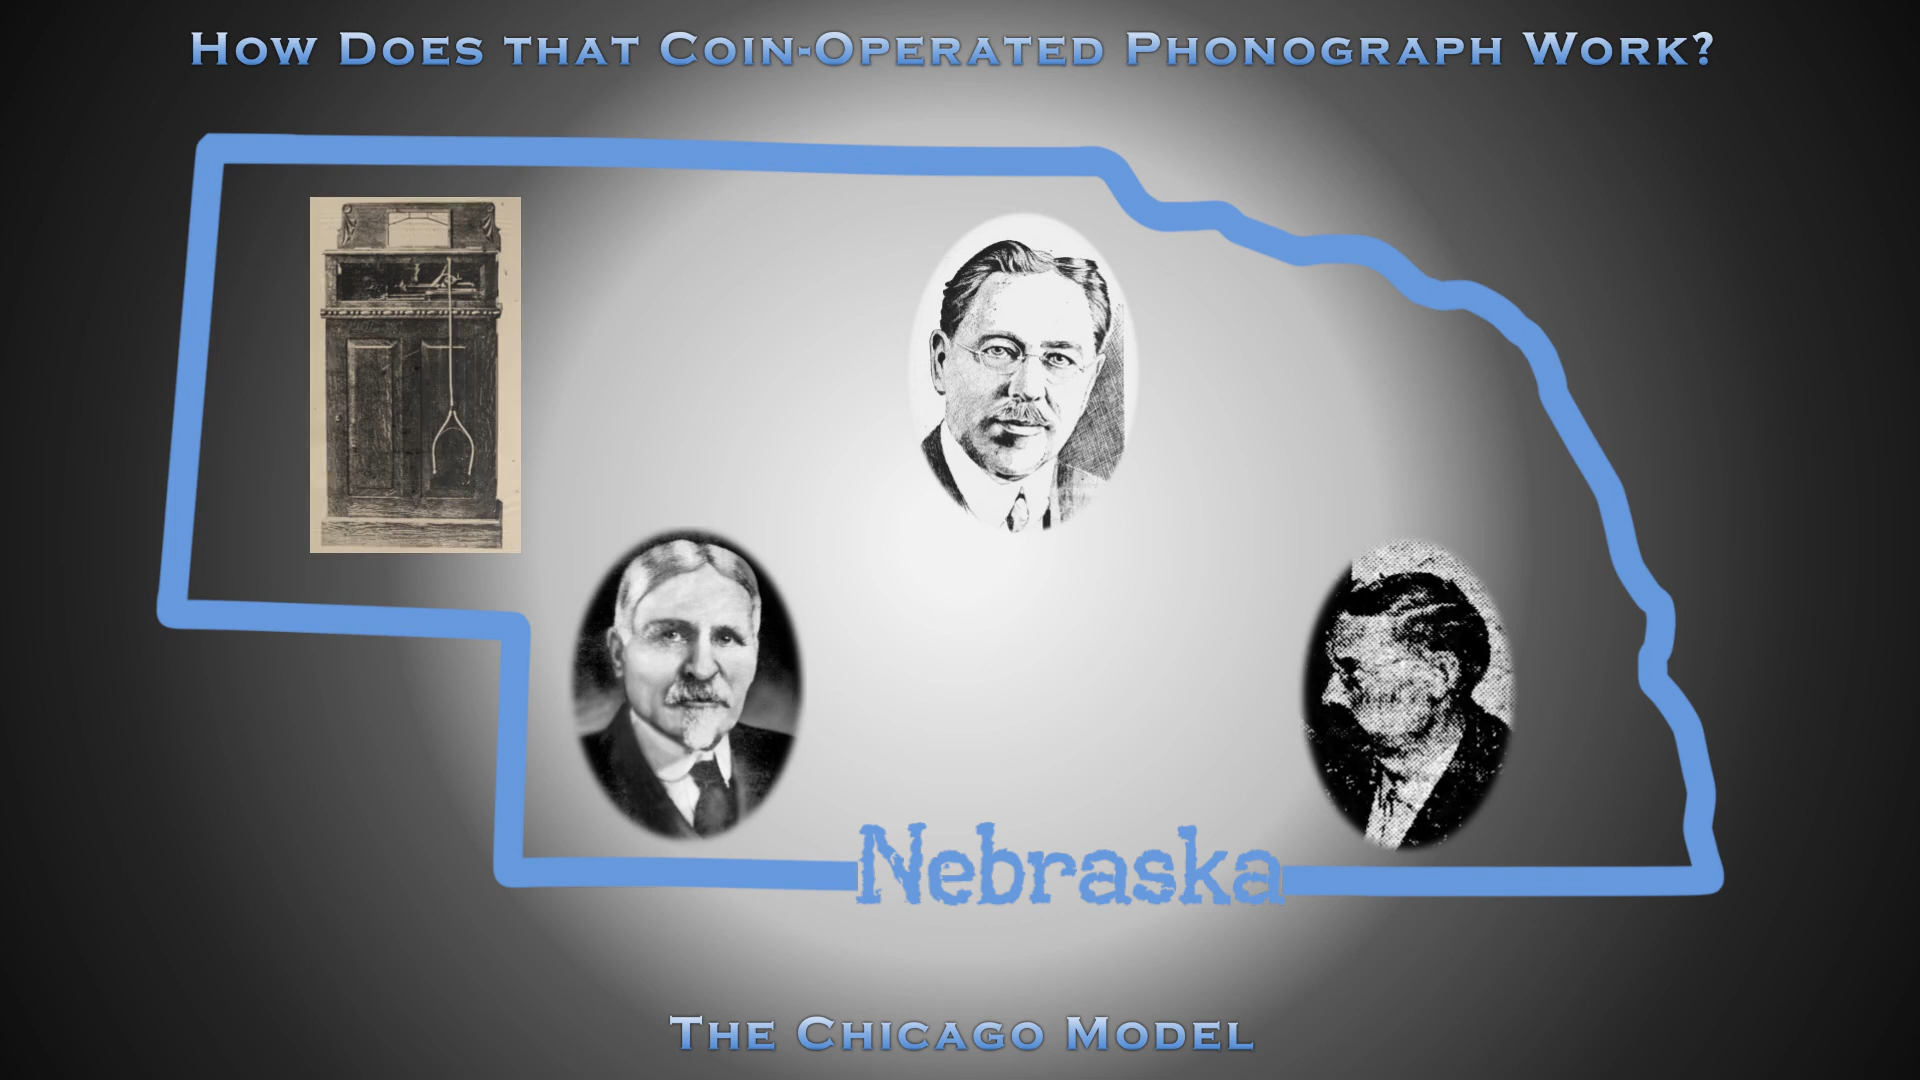 How Does that Coin-Operated Phonograph Work?
Nebraska
The Chicago Model